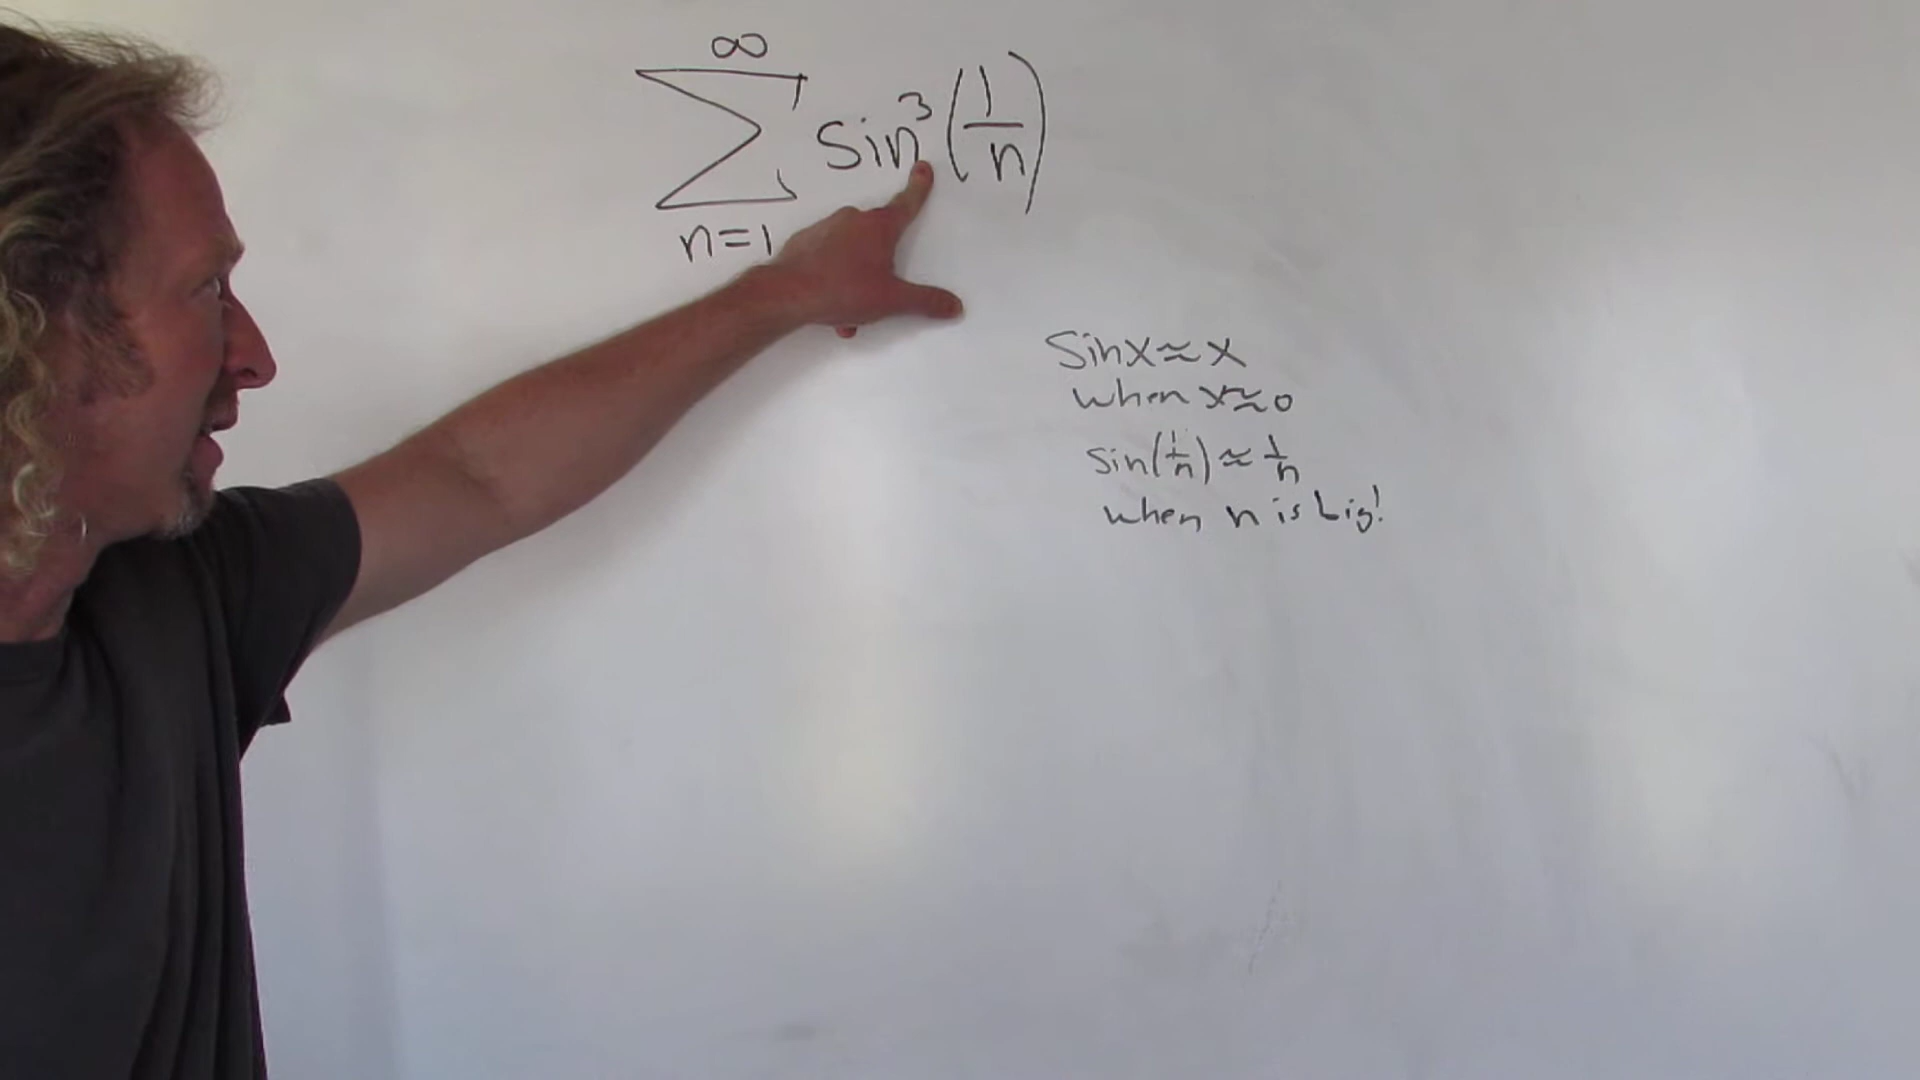 ∞
∑ sin³(1/n)
n=1
Sinx≈x
when x≈0
sin(1/n)≈1/n
when n is big!